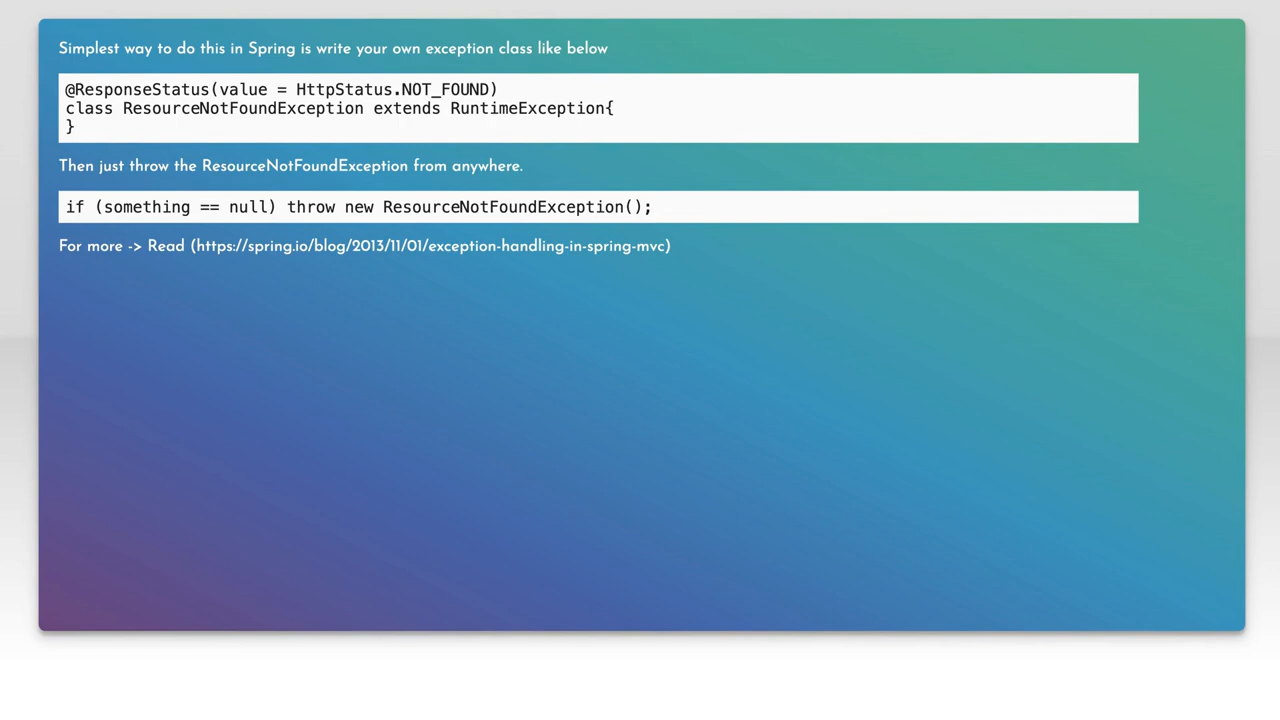 Simplest way to do this in Spring is write your own exception class like below
@ResponseStatus(value = HttpStatus.NOT_FOUND)
class ResourceNotFoundException extends RuntimeException{
}
Then just throw the ResourceNotFoundException from anywhere.
if (something == null) throw new ResourceNotFoundException();
For more -> Read (https://spring.io/blog/2013/11/01/exception-handling-in-spring-mvc)